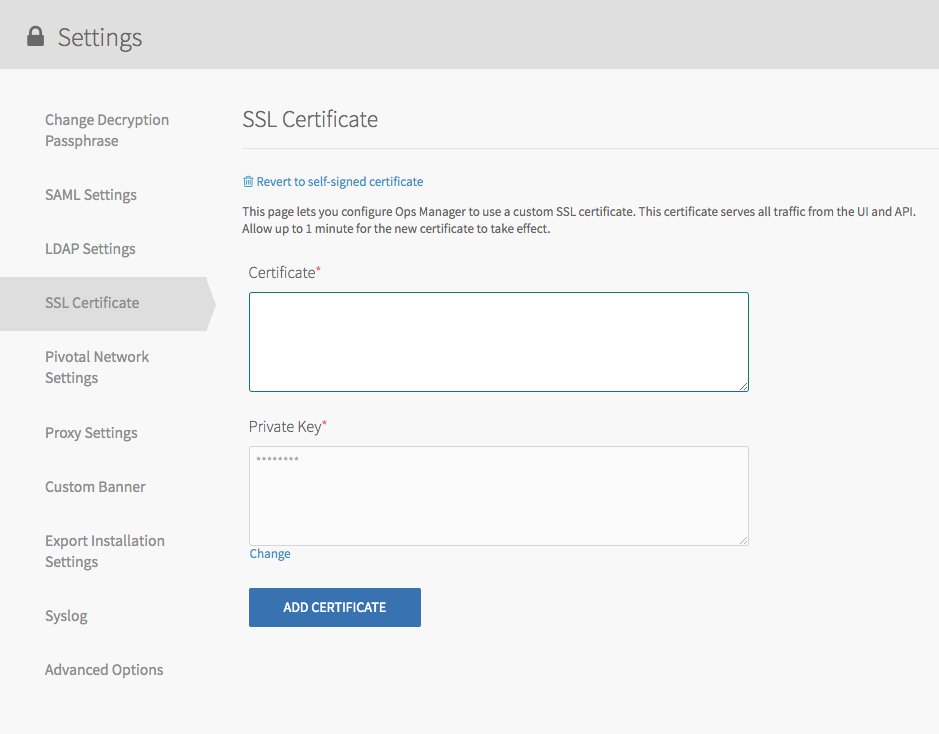 Settings
Change Decryption
Passphrase
SAML Settings
LDAP Settings
SSL Certificate
Pivotal Network
Settings
Proxy Settings
Custom Banner
Export Installation
Settings
Syslog
Advanced Options
SSL Certificate
Revert to self-signed certificate
This page lets you configure Ops Manager to use a custom SSL certificate. This certificate serves all traffic from the UI and API.
Allow up to 1 minute for the new certificate to take effect.
Certificate*
Private Key*
********
Change
ADD CERTIFICATE